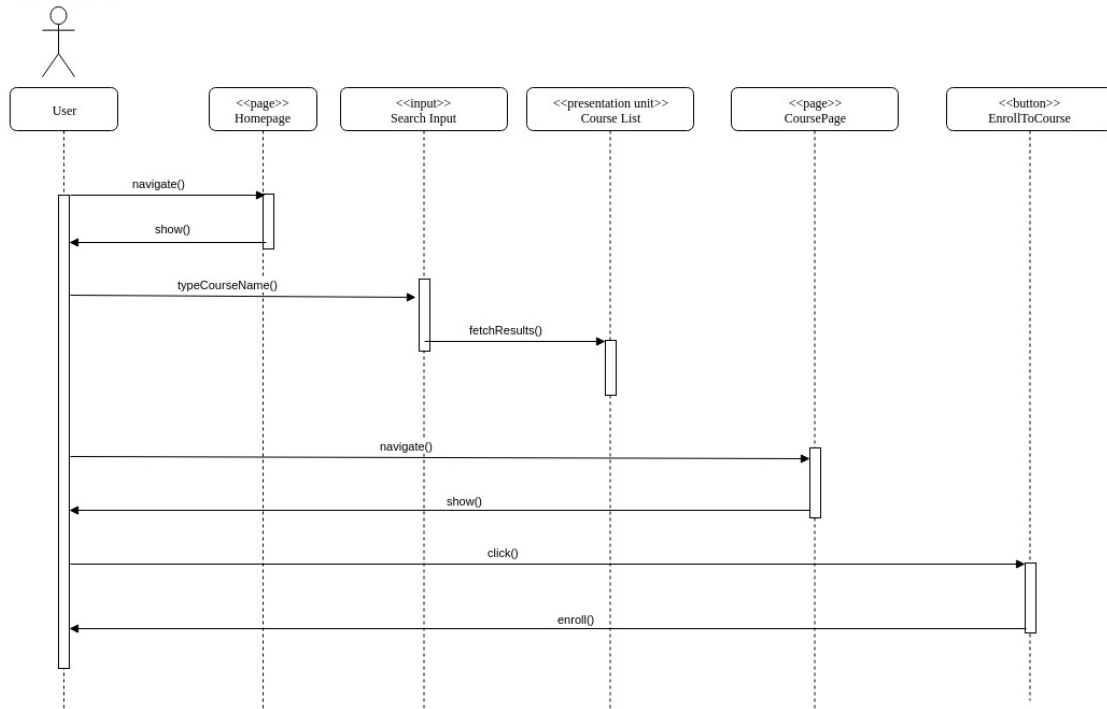 User
<<page>>
Homepage
<<input>>
Search Input
<<presentation unit>>
Course List
<<page>>
CoursePage
<<button>>
EnrollToCourse
navigate()
show()
typeCourseName()
fetchResults()
navigate()
show()
click()
enroll()